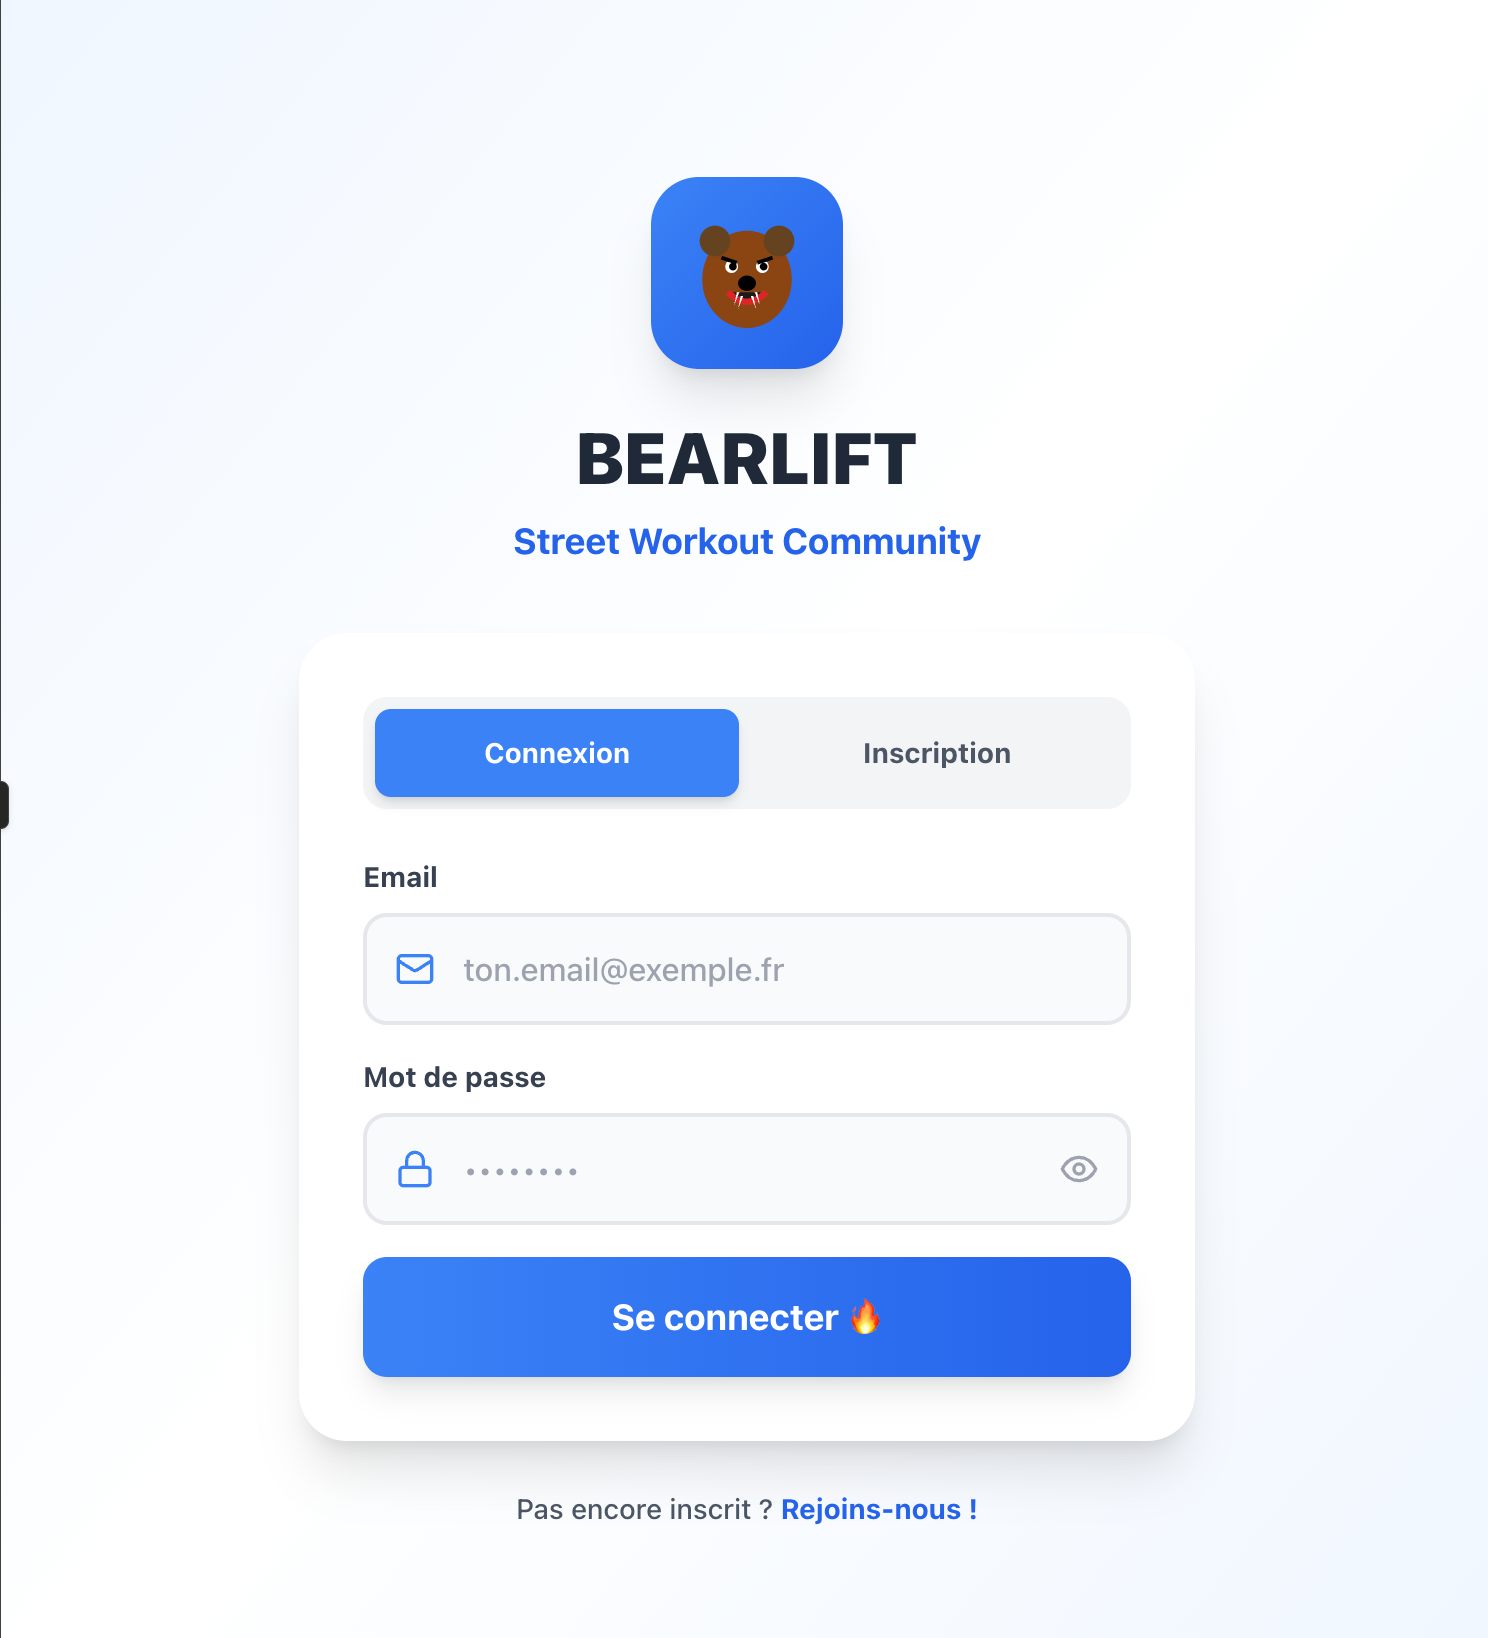 BEARLIFT
Street Workout Community
Connexion
Inscription
Email
ton.email@exemple.fr
Mot de passe
••••••••
Se connecter 🔥
Pas encore inscrit ? Rejoins-nous !